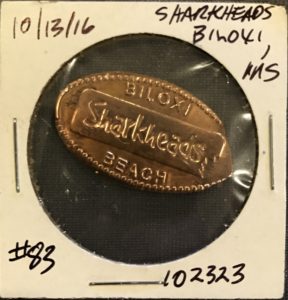 10/13/16
SHARKHEADS
BILOXI,
MS
BILOXI
Sharkheads
BEACH
#83
102323